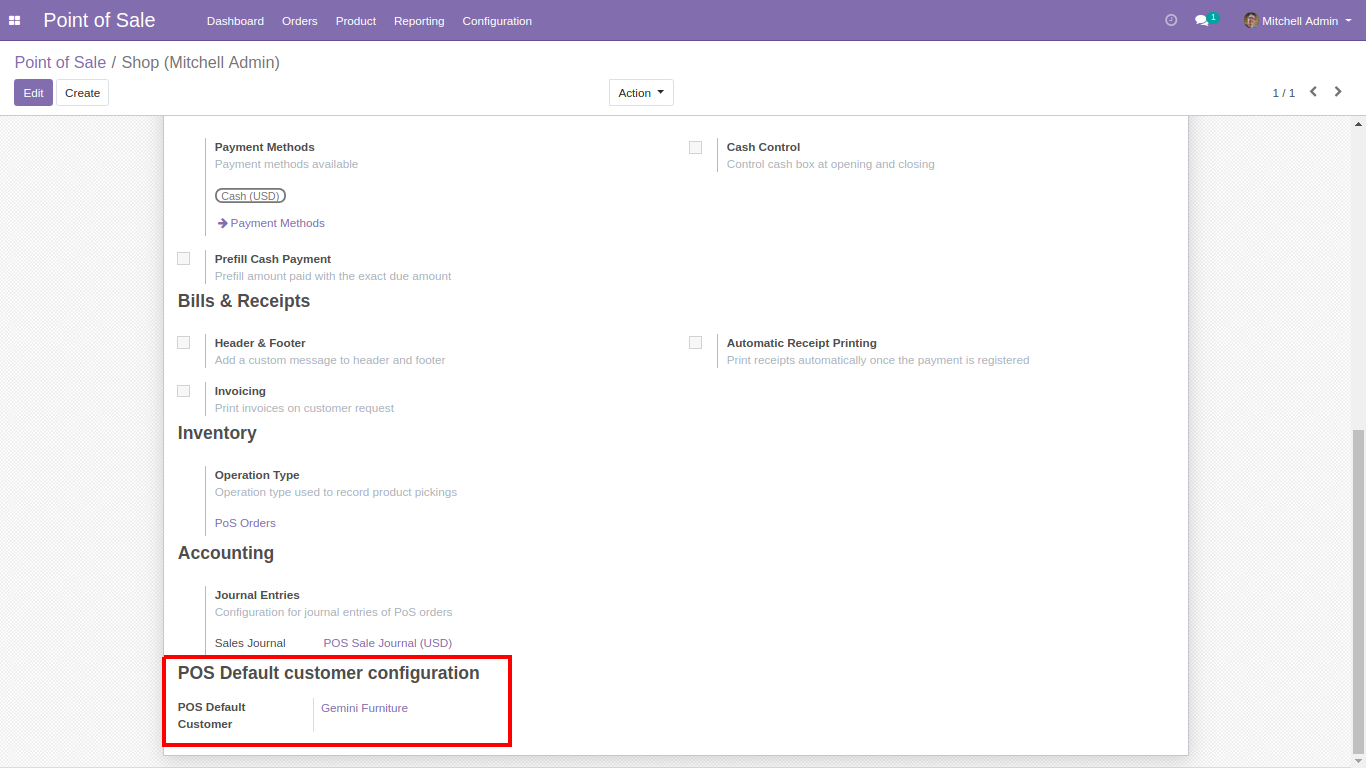 Point of Sale
Dashboard Orders Product Reporting Configuration
1 Mitchell Admin
Point of Sale / Shop (Mitchell Admin)
Edit Create Action 1 / 1
Payment Methods
Payment methods available
Cash (USD)
Payment Methods
Cash Control
Control cash box at opening and closing
Prefill Cash Payment
Prefill amount paid with the exact due amount
Bills & Receipts
Header & Footer
Add a custom message to header and footer
Automatic Receipt Printing
Print receipts automatically once the payment is registered
Invoicing
Print invoices on customer request
Inventory
Operation Type
Operation type used to record product pickings
PoS Orders
Accounting
Journal Entries
Configuration for journal entries of PoS orders
Sales Journal POS Sale Journal (USD)
POS Default customer configuration
POS Default
Customer
Gemini Furniture